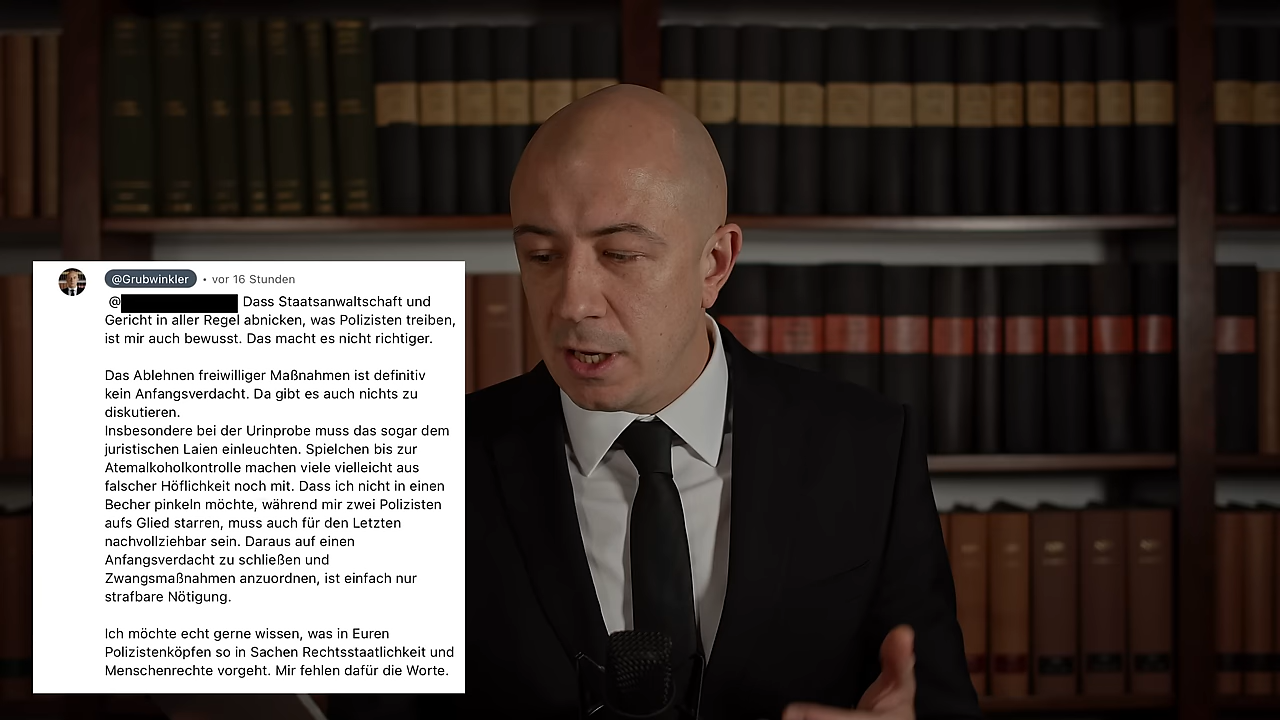 @Grubwinkler • vor 16 Stunden
@ Dass Staatsanwaltschaft und
Gericht in aller Regel abnicken, was Polizisten treiben,
ist mir auch bewusst. Das macht es nicht richtiger.
Das Ablehnen freiwilliger Maßnahmen ist definitiv
kein Anfangsverdacht. Da gibt es auch nichts zu
diskutieren.
Insbesondere bei der Urinprobe muss das sogar dem
juristischen Laien einleuchten. Spielchen bis zur
Atemalkoholkontrolle machen viele vielleicht aus
falscher Höflichkeit noch mit. Dass ich nicht in einen
Becher pinkeln möchte, während mir zwei Polizisten
aufs Glied starren, muss auch für den Letzten
nachvollziehbar sein. Daraus auf einen
Anfangsverdacht zu schließen und
Zwangsmaßnahmen anzuordnen, ist einfach nur
strafbare Nötigung.
Ich möchte echt gerne wissen, was in Euren
Polizistenköpfen so in Sachen Rechtsstaatlichkeit und
Menschenrechte vorgeht. Mir fehlen dafür die Worte.